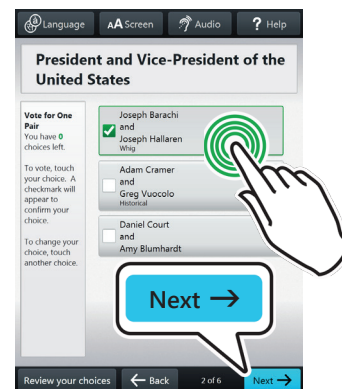 Language
AA Screen
Audio
? Help
President and Vice-President of the
United States
Vote for One
Pair
You have 0
choices left.
To vote, touch
your choice. A
checkmark will
appear to
confirm your
choice.
To change your
choice, touch
another choice.
Joseph Barachi
and
Joseph Hallaren
Whig
Adam Cramer
and
Greg Vuocolo
Historical
Daniel Court
and
Amy Blumhardt
Next →
Review your choices
← Back
2 of 6
Next →